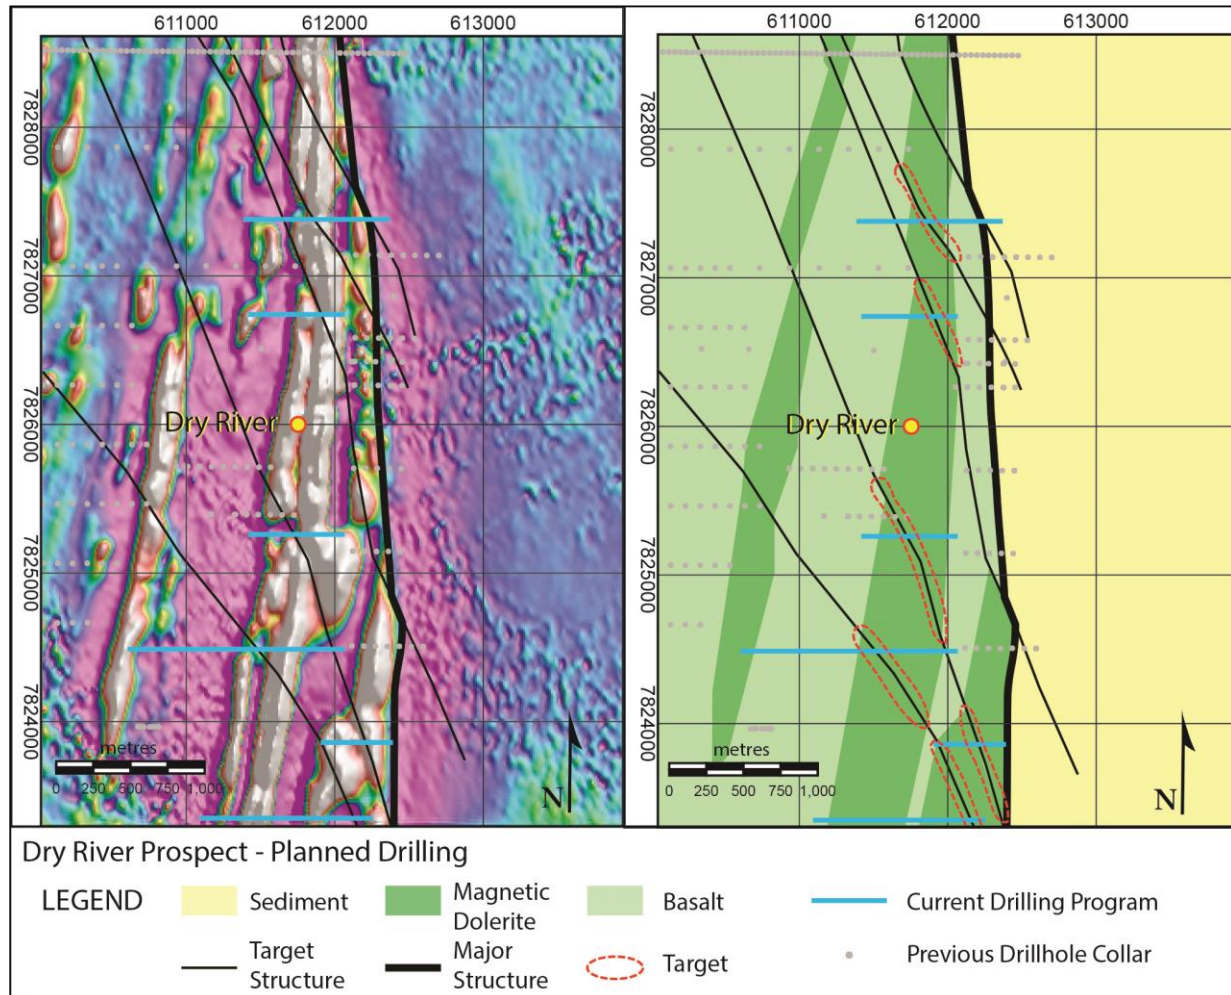 611000 612000 613000
611000 612000 613000
7828000
7827000
7826000
7825000
7824000
Dry River
metres
0 250 500 750 1,000
N
7828000
7827000
7826000
7825000
7824000
Dry River
metres
0 250 500 750 1,000
N
Dry River Prospect - Planned Drilling
LEGEND
Sediment
Magnetic
Dolerite
Basalt
Current Drilling Program
Target
Structure
Major
Structure
Target
Previous Drillhole Collar